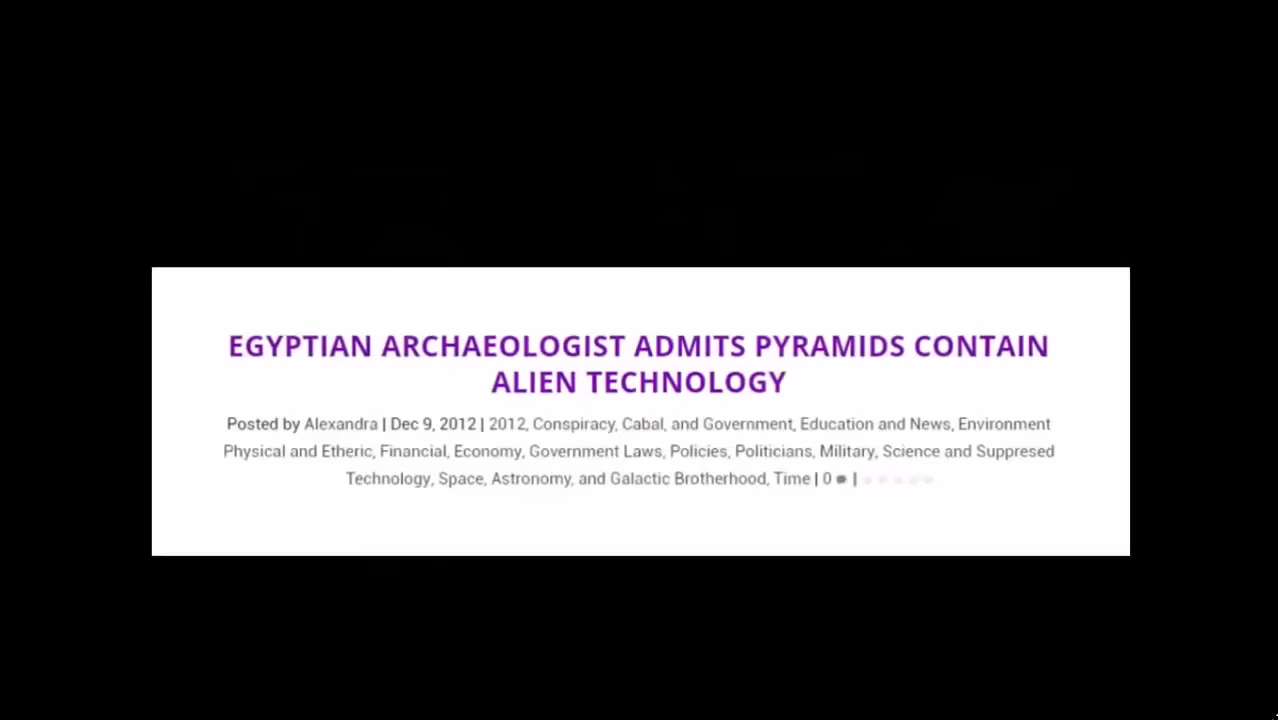 EGYPTIAN ARCHAEOLOGIST ADMITS PYRAMIDS CONTAIN
ALIEN TECHNOLOGY
Posted by Alexandra | Dec 9, 2012 | 2012, Conspiracy, Cabal, and Government, Education and News, Environment
Physical and Etheric, Financial, Economy, Government Laws, Policies, Politicians, Military, Science and Suppresed
Technology, Space, Astronomy, and Galactic Brotherhood, Time | 0 |